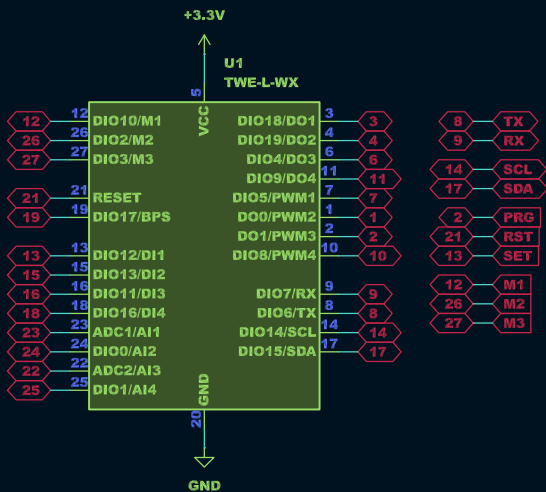 +3.3V
U1
TWE-L-WX
5
VCC
12 12 DIO10/M1 DIO18/DO1 3 3
26 26 DIO2/M2 DIO19/DO2 4 4
27 27 DIO3/M3 DIO4/DO3 6 6
DIO9/DO4 11 11
21 21 RESET DIO5/PWM1 7 7
19 19 DIO17/BPS DO0/PWM2 1 1
DO1/PWM3 2 2
13 13 DIO12/DI1 DIO8/PWM4 10 10
15 15 DIO13/DI2
16 16 DIO11/DI3 DIO7/RX 9 9
18 18 DIO16/DI4 DIO6/TX 8 8
23 23 ADC1/AI1 DIO14/SCL 14 14
24 24 DIO0/AI2 DIO15/SDA 17 17
22 22 ADC2/AI3
25 25 DIO1/AI4
GND
20
GND
8 TX
9 RX
14 SCL
17 SDA
2 PRG
21 RST
13 SET
12 M1
26 M2
27 M3